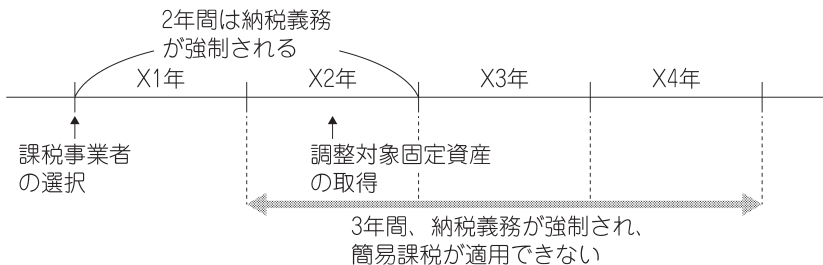 2年間は納税義務
が強制される
X1年
X2年
X3年
X4年
課税事業者
の選択
調整対象固定資産
の取得
3年間、納税義務が強制され、
簡易課税が適用できない